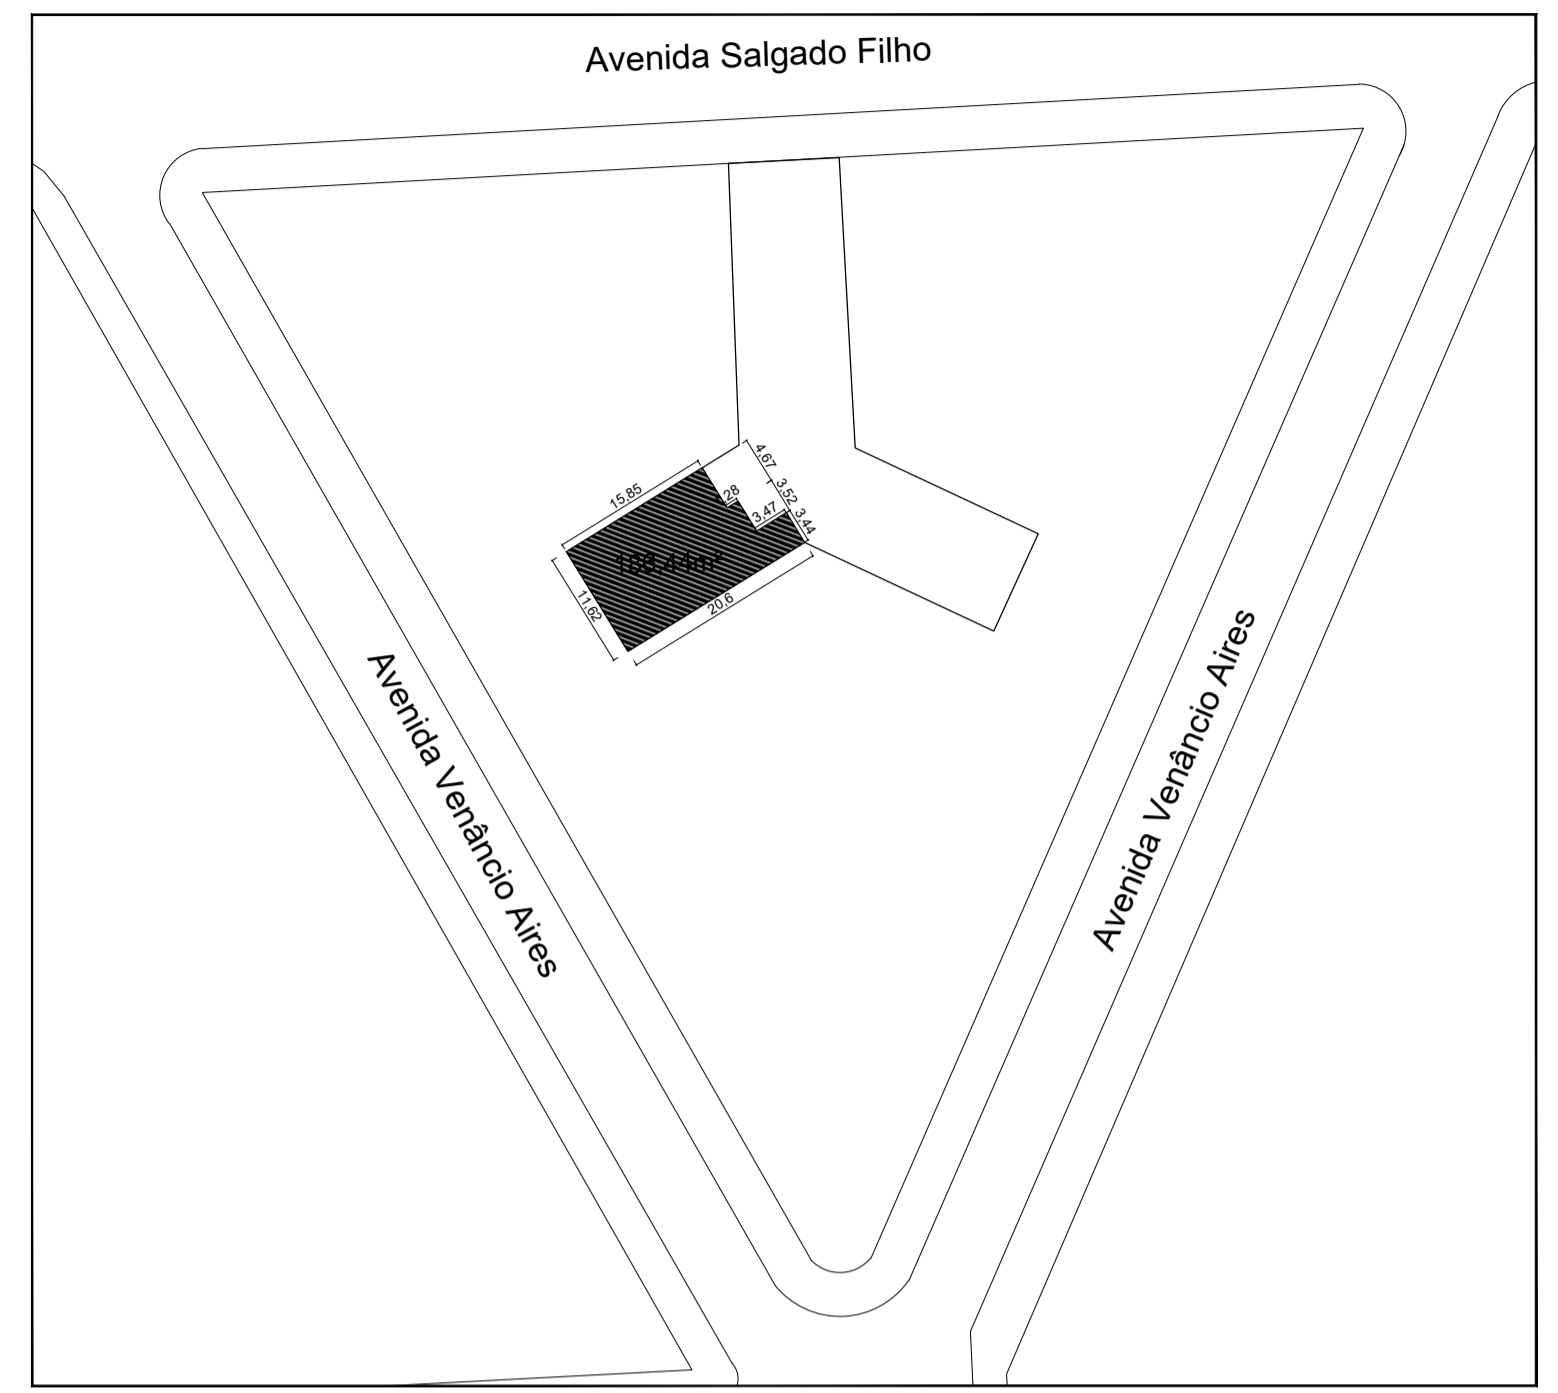 Avenida Salgado Filho
4,67
15,85
28
3,52
3,47
3,44
11,62
20,6
Avenida Venâncio Aires
Avenida Venâncio Aires